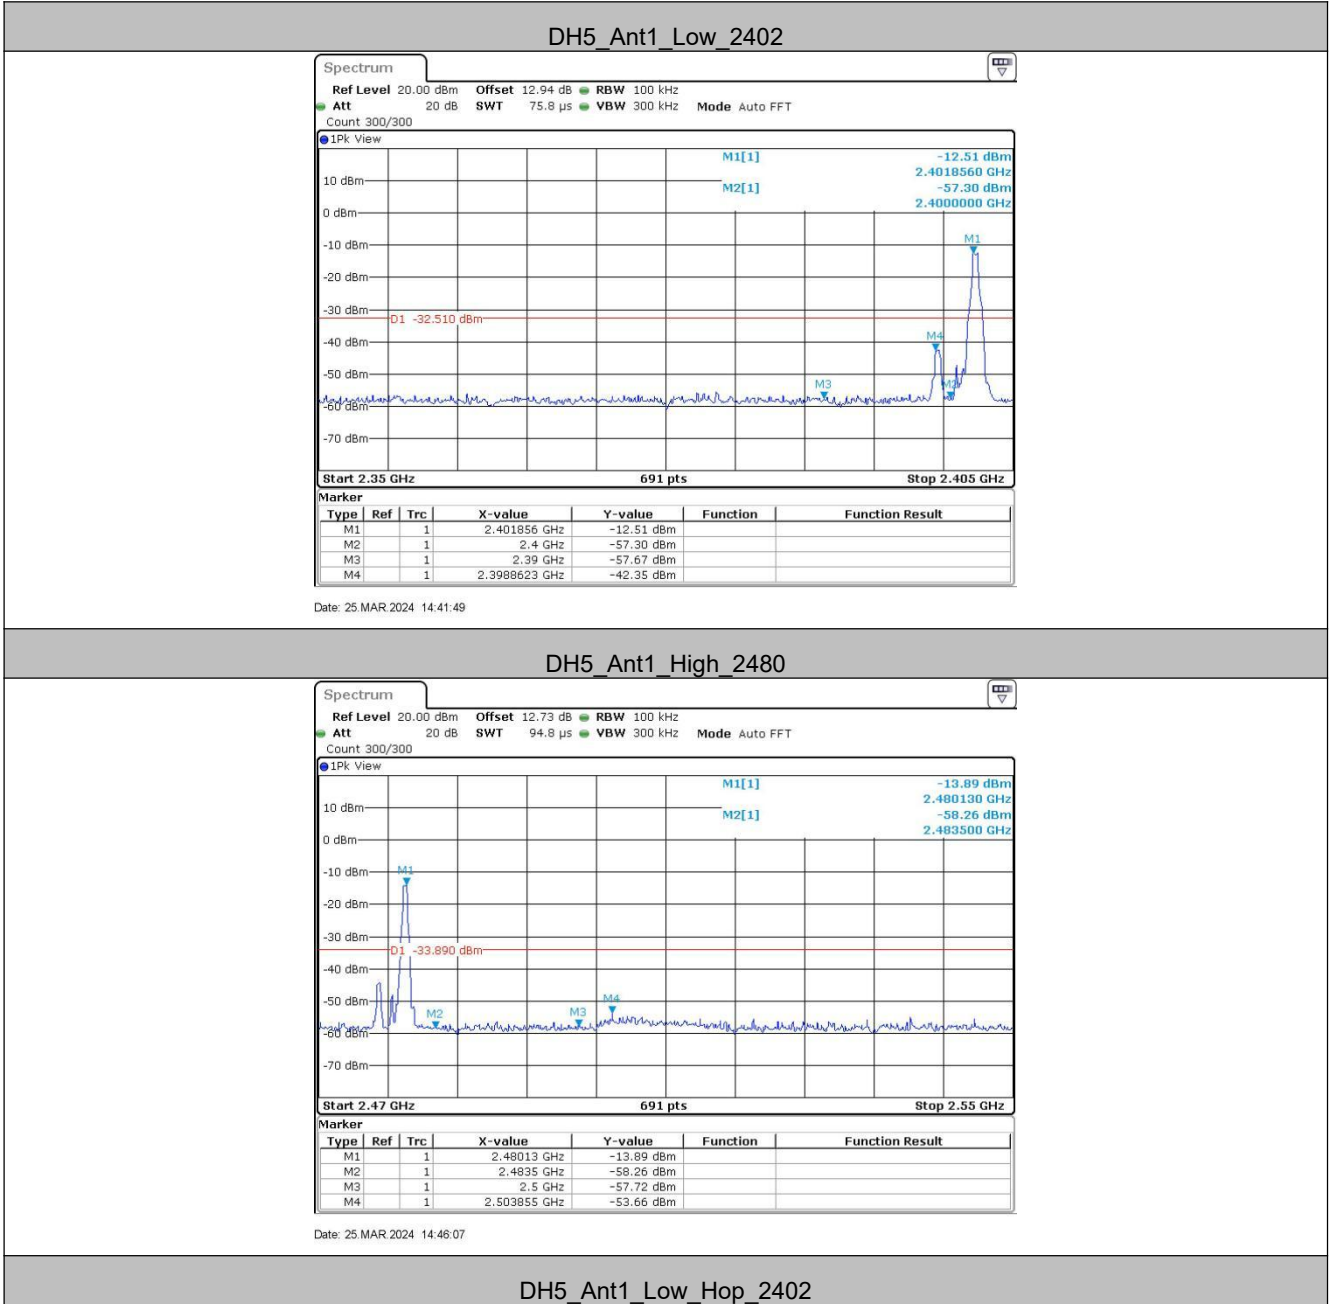 DH5_Ant1_Low_2402
Spectrum
Ref Level 20.00 dBm Offset 12.94 dB RBW 100 kHz
Att 20 dB SWT 75.8 µs VBW 300 kHz Mode Auto FFT
Count 300/300
1Pk View
M1[1] -12.51 dBm
2.4018560 GHz
M2[1] -57.30 dBm
2.4000000 GHz
10 dBm
0 dBm
-10 dBm
M1
-20 dBm
-30 dBm
D1 -32.510 dBm
-40 dBm
M4
-50 dBm
M3
M2
-60 dBm
-70 dBm
Start 2.35 GHz 691 pts Stop 2.405 GHz
Marker
Type Ref Trc X-value Y-value Function Function Result
M1 1 2.401856 GHz -12.51 dBm
M2 1 2.4 GHz -57.30 dBm
M3 1 2.39 GHz -57.67 dBm
M4 1 2.3988623 GHz -42.35 dBm
Date: 25.MAR.2024 14:41:49
DH5_Ant1_High_2480
Spectrum
Ref Level 20.00 dBm Offset 12.73 dB RBW 100 kHz
Att 20 dB SWT 94.8 µs VBW 300 kHz Mode Auto FFT
Count 300/300
1Pk View
M1[1] -13.89 dBm
2.480130 GHz
M2[1] -58.26 dBm
2.483500 GHz
10 dBm
0 dBm
-10 dBm
M1
-20 dBm
-30 dBm
D1 -33.890 dBm
-40 dBm
-50 dBm
M2 M3 M4
-60 dBm
-70 dBm
Start 2.47 GHz 691 pts Stop 2.55 GHz
Marker
Type Ref Trc X-value Y-value Function Function Result
M1 1 2.48013 GHz -13.89 dBm
M2 1 2.4835 GHz -58.26 dBm
M3 1 2.5 GHz -57.72 dBm
M4 1 2.503855 GHz -53.66 dBm
Date: 25.MAR.2024 14:46:07
DH5_Ant1_Low_Hop_2402